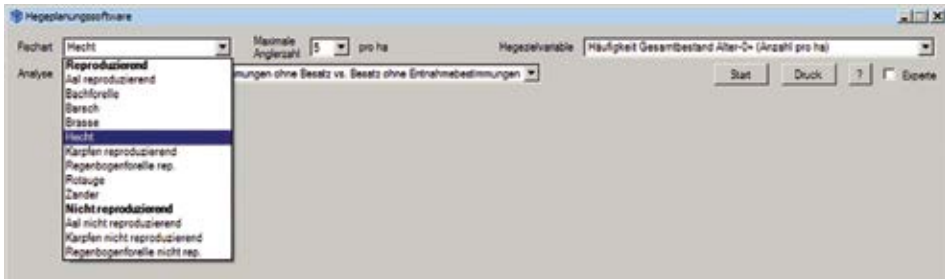 Hegeplanungssoftware
Fischart Hecht Maximale Anglerzahl 5 pro ha Hegezielvariable Häufigkeit Gesamtbestand Alter-0+ (Anzahl pro ha)
Analyse mungen ohne Besatz vs. Besatz ohne Entnahmebestimmungen Start Druck ? Experte
Reproduzierend
Aal reproduzierend
Bachforelle
Barsch
Brasse
Hecht
Karpfen reproduzierend
Regenbogenforelle rep.
Rotauge
Zander
Nicht reproduzierend
Aal nicht reproduzierend
Karpfen nicht reproduzierend
Regenbogenforelle nicht rep.